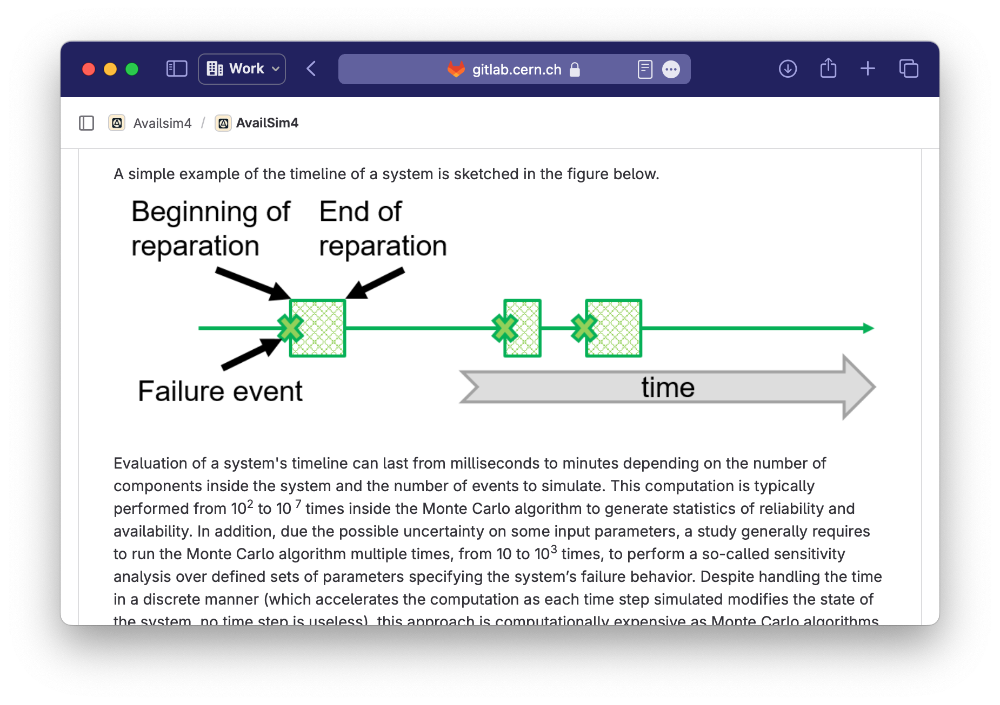 Work
gitlab.cern.ch
Availsim4 / AvailSim4
A simple example of the timeline of a system is sketched in the figure below.
Beginning of
reparation
End of
reparation
Failure event
time
Evaluation of a system's timeline can last from milliseconds to minutes depending on the number of
components inside the system and the number of events to simulate. This computation is typically
performed from 10² to 10 ⁷ times inside the Monte Carlo algorithm to generate statistics of reliability and
availability. In addition, due the possible uncertainty on some input parameters, a study generally requires
to run the Monte Carlo algorithm multiple times, from 10 to 10³ times, to perform a so-called sensitivity
analysis over defined sets of parameters specifying the system’s failure behavior. Despite handling the time
in a discrete manner (which accelerates the computation as each time step simulated modifies the state of
the system, no time step is useless), this approach is computationally expensive as Monte Carlo algorithms